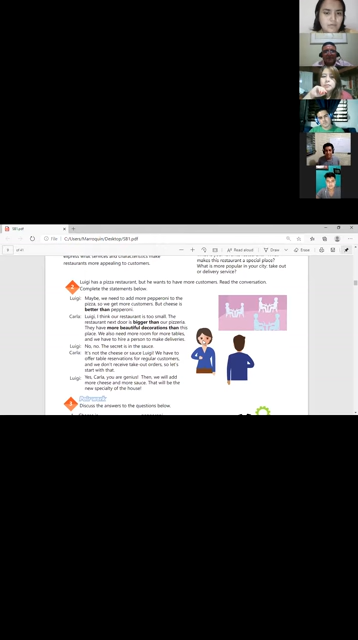 SB1.pdf
File
C:/Users/Manroquin/Desktop/SB1.pdf
Read aloud
Draw
Erase
express what services and characteristics make
restaurants more appealing to customers.
makes this restaurant a special place?
What is more popular in your city: take out
or delivery service?
2 Luigi has a pizza restaurant, but he wants to have more customers. Read the conversation.
Complete the statements below.
Luigi: Maybe, we need to add more pepperoni to the
pizza, so we get more customers. But cheese is
better than pepperoni.
Carla: Luigi, I think our restaurant is too small. The
restaurant next door is bigger than our pizzeria.
They have more beautiful decorations than this
place. We also need more room for more tables,
and we have to hire a person to make deliveries.
Luigi: No, no. The secret is in the sauce.
Carla: It's not the cheese or sauce Luigi! We have to
offer table reservations for regular customers,
and we don't receive take-out orders, so let's
start with that.
Luigi: Yes, Carla, you are genius! Then, we will add
more cheese and more sauce. That will be the
new specialty of the house!
Pair work
3 Discuss the answers to the questions below.